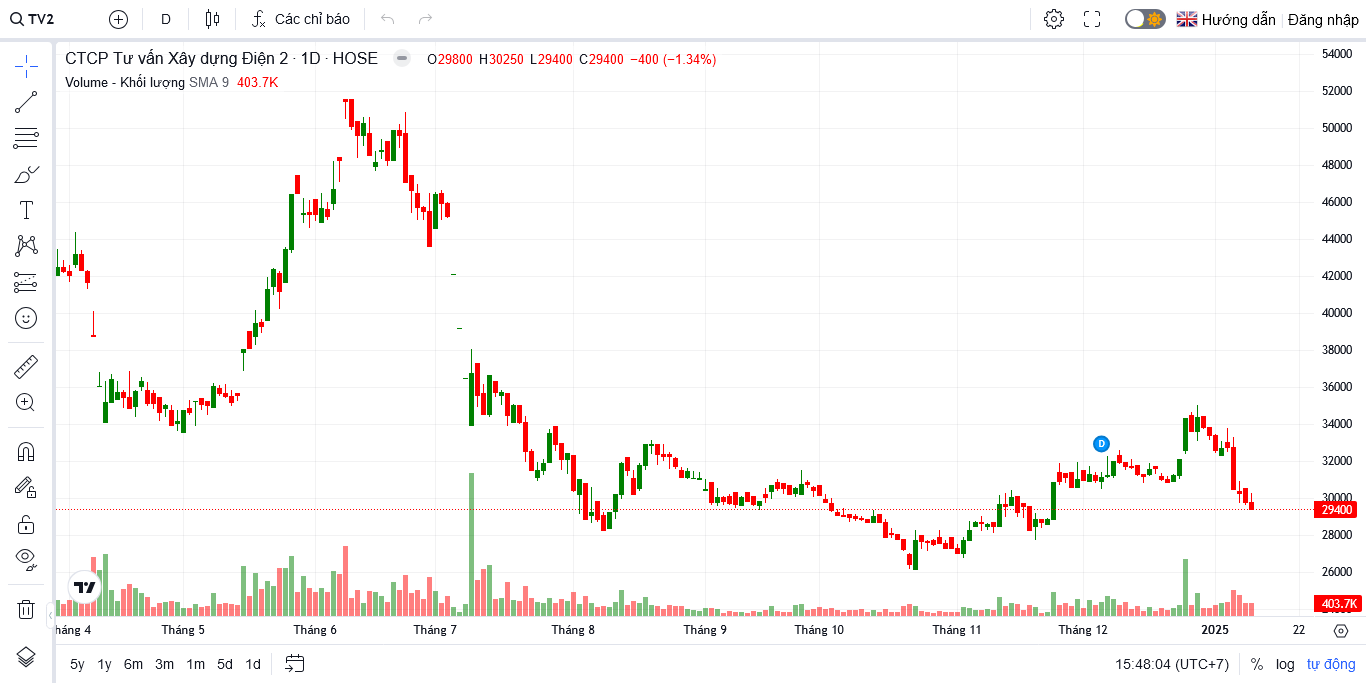 TV2
D
Các chỉ báo
Hướng dẫn
Đăng nhập
CTCP Tư vấn Xây dựng Điện 2 · 1D · HOSE
O29800 H30250 L29400 C29400 −400 (−1.34%)
Volume - Khối lượng SMA 9 403.7K
54000
52000
50000
48000
46000
44000
42000
40000
38000
36000
34000
D
32000
30000
29400
28000
26000
403.7K
háng 4 Tháng 5 Tháng 6 Tháng 7 Tháng 8 Tháng 9 Tháng 10 Tháng 11 Tháng 12 2025 22
5y 1y 6m 3m 1m 5d 1d
15:48:04 (UTC+7) % log tự động